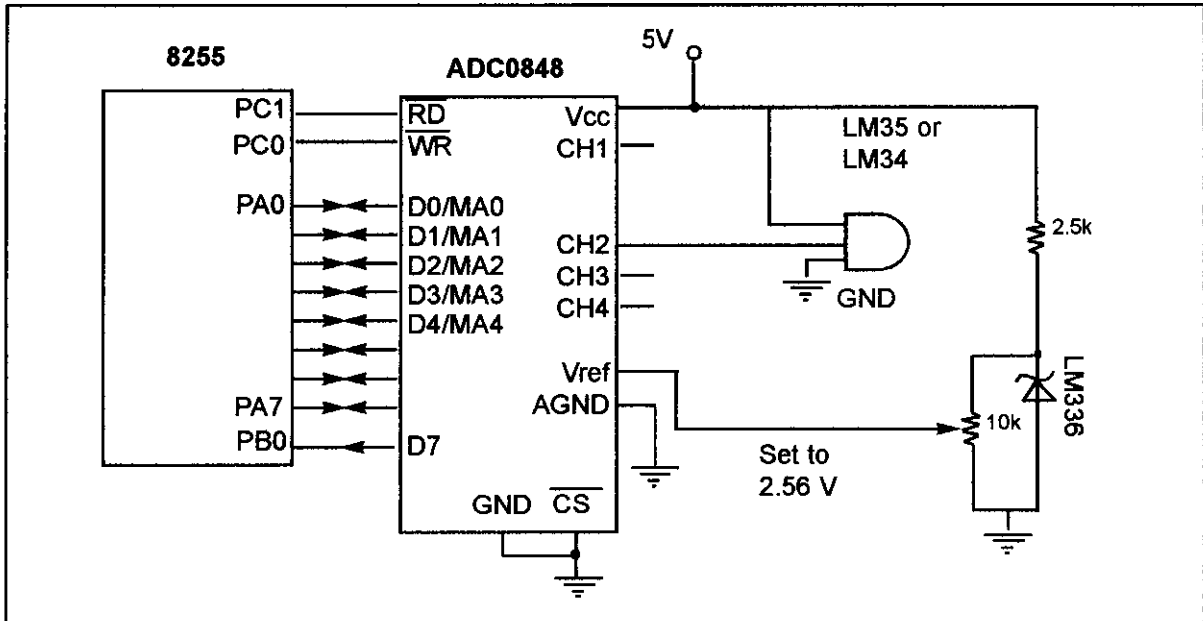 8255
PC1
PC0
PA0
PA7
PB0
ADC0848
RD
WR
D0/MA0
D1/MA1
D2/MA2
D3/MA3
D4/MA4
D7
Vcc
CH1
CH2
CH3
CH4
Vref
AGND
GND CS
5V
LM35 or
LM34
GND
2.5k
LM336
10k
Set to
2.56 V